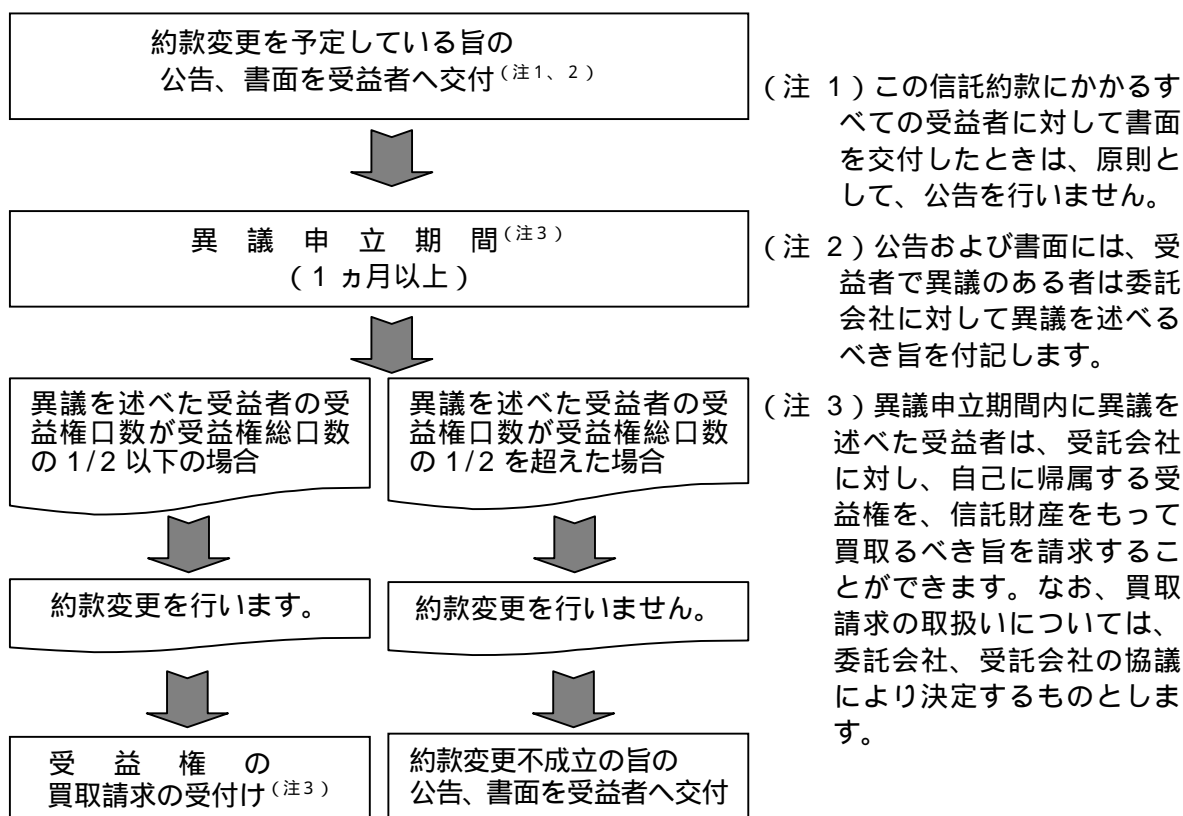 約款変更を予定している旨の
公告、書面を受益者へ交付(注1、2)
異議申立期間(注3)
(1ヵ月以上)
異議を述べた受益者の受
益権口数が受益権総口数
の 1/2 以下の場合
異議を述べた受益者の受
益権口数が受益権総口数
の 1/2 を超えた場合
約款変更を行います。
約款変更を行いません。
受益権の
買取請求の受付け(注3)
約款変更不成立の旨の
公告、書面を受益者へ交付
(注 1)この信託約款にかかるす
べての受益者に対して書面
を交付したときは、原則と
して、公告を行いません。
(注 2)公告および書面には、受
益者で異議のある者は委託
会社に対して異議を述べる
べき旨を付記します。
(注 3)異議申立期間内に異議を
述べた受益者は、受託会社
に対し、自己に帰属する受
益権を、信託財産をもって
買取るべき旨を請求するこ
とができます。なお、買取
請求の取扱いについては、
委託会社、受託会社の協議
により決定するものとしま
す。